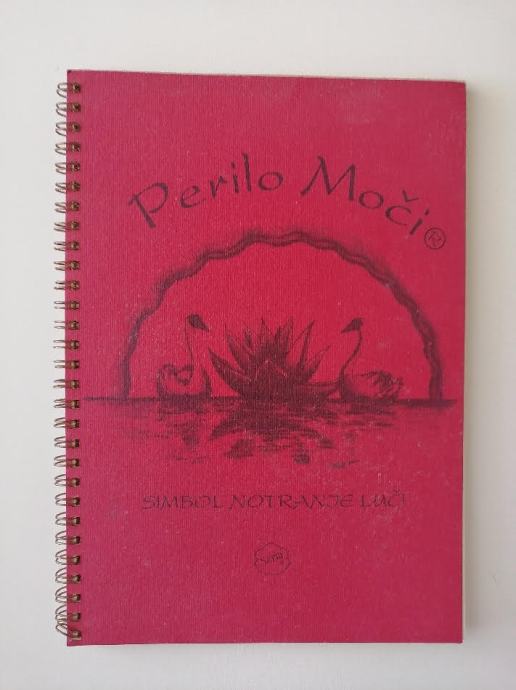 Perilo Moči®
SIMBOL NOTRANJE LUČI